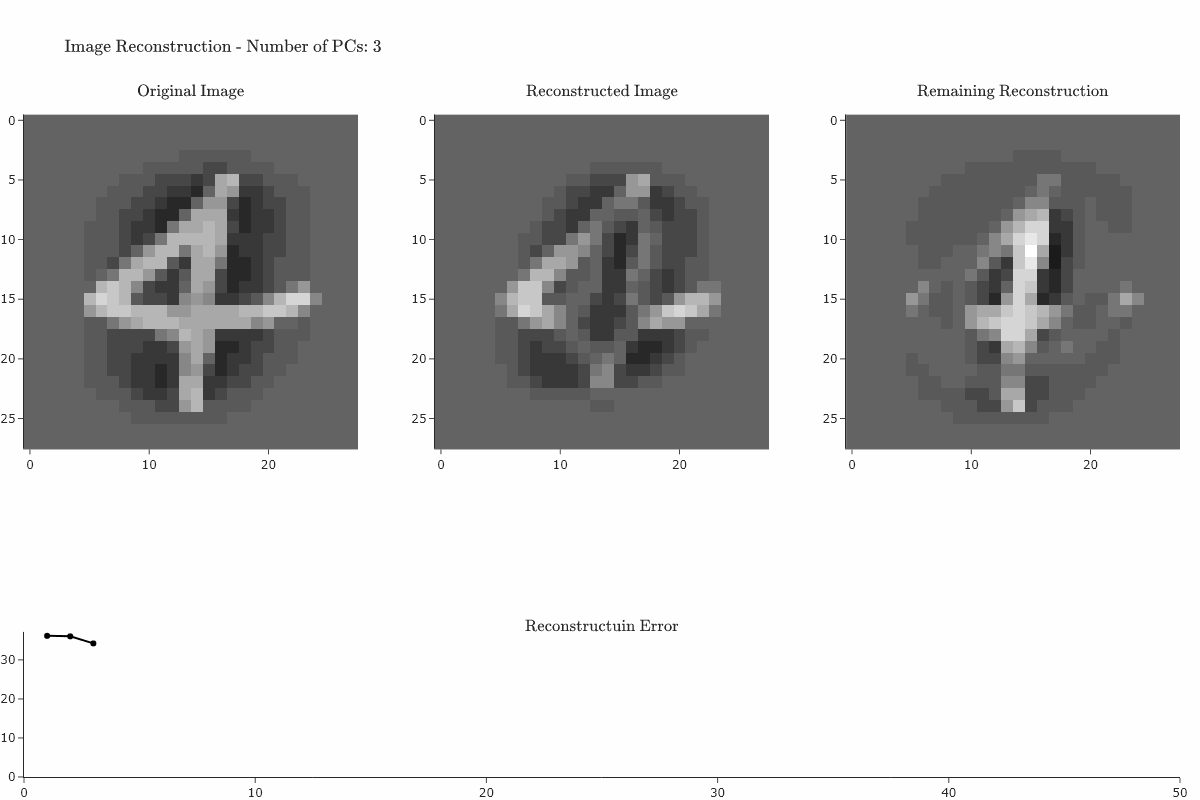 Image Reconstruction - Number of PCs: 3
Original Image
Reconstructed Image
Remaining Reconstruction
0
5
10
15
20
25
0 10 20
0
5
10
15
20
25
0 10 20
0
5
10
15
20
25
0 10 20
Reconstructuin Error
30
20
10
0
0 10 20 30 40 50